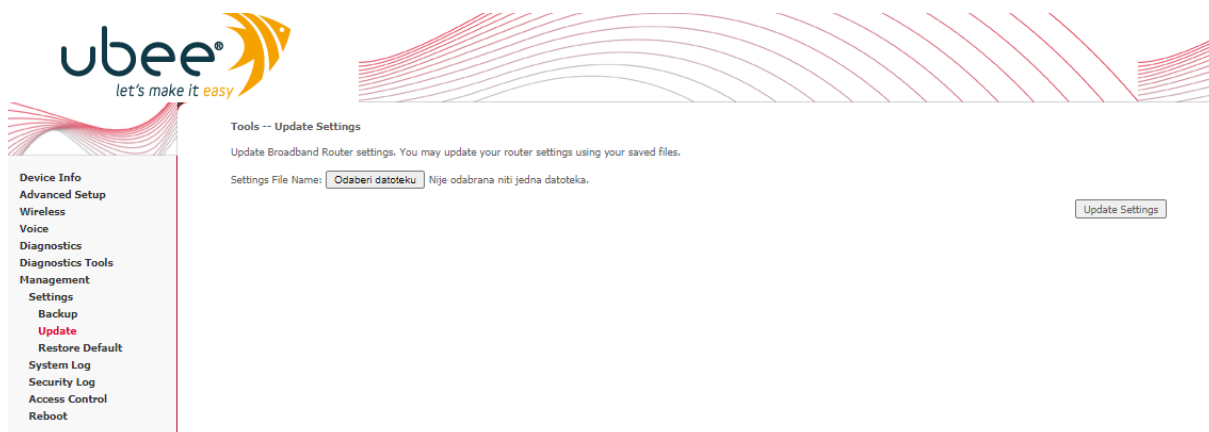 ubee®
let's make it easy
Tools -- Update Settings
Update Broadband Router settings. You may update your router settings using your saved files.
Settings File Name: Odaberi datoteku Nije odabrana niti jedna datoteka.
Update Settings
Device Info
Advanced Setup
Wireless
Voice
Diagnostics
Diagnostics Tools
Management
Settings
Backup
Update
Restore Default
System Log
Security Log
Access Control
Reboot